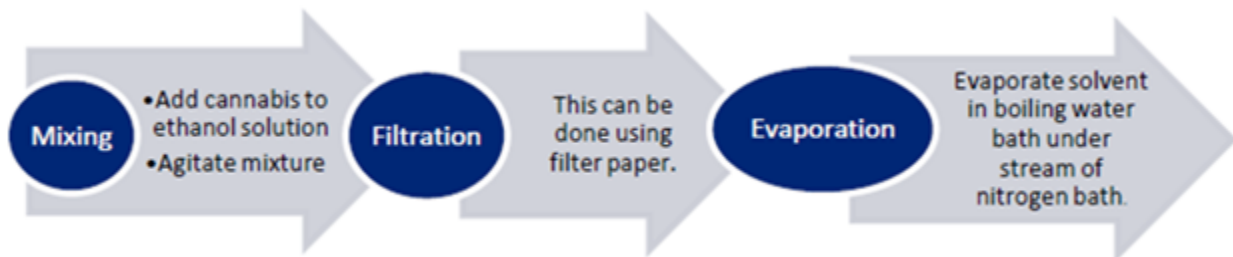 Mixing
•Add cannabis to
ethanol solution
•Agitate mixture
Filtration
This can be
done using
filter paper.
Evaporation
Evaporate solvent
in boiling water
bath under
stream of
nitrogen bath.